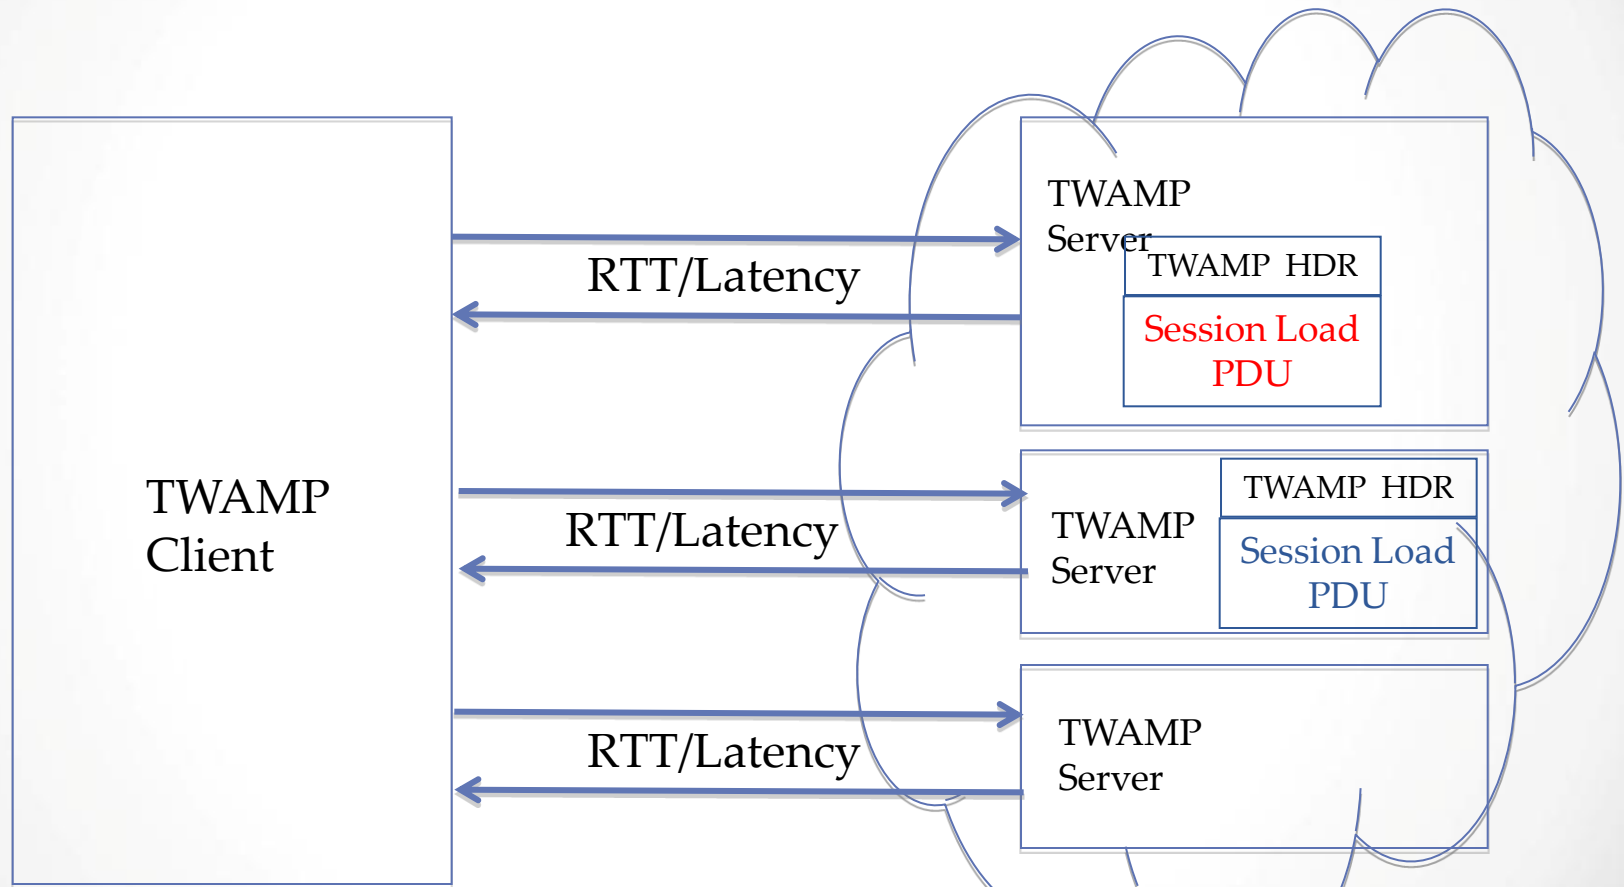 TWAMP
Client
RTT/Latency
TWAMP
Server
TWAMP HDR
Session Load
PDU
RTT/Latency
TWAMP
Server
TWAMP HDR
Session Load
PDU
RTT/Latency
TWAMP
Server